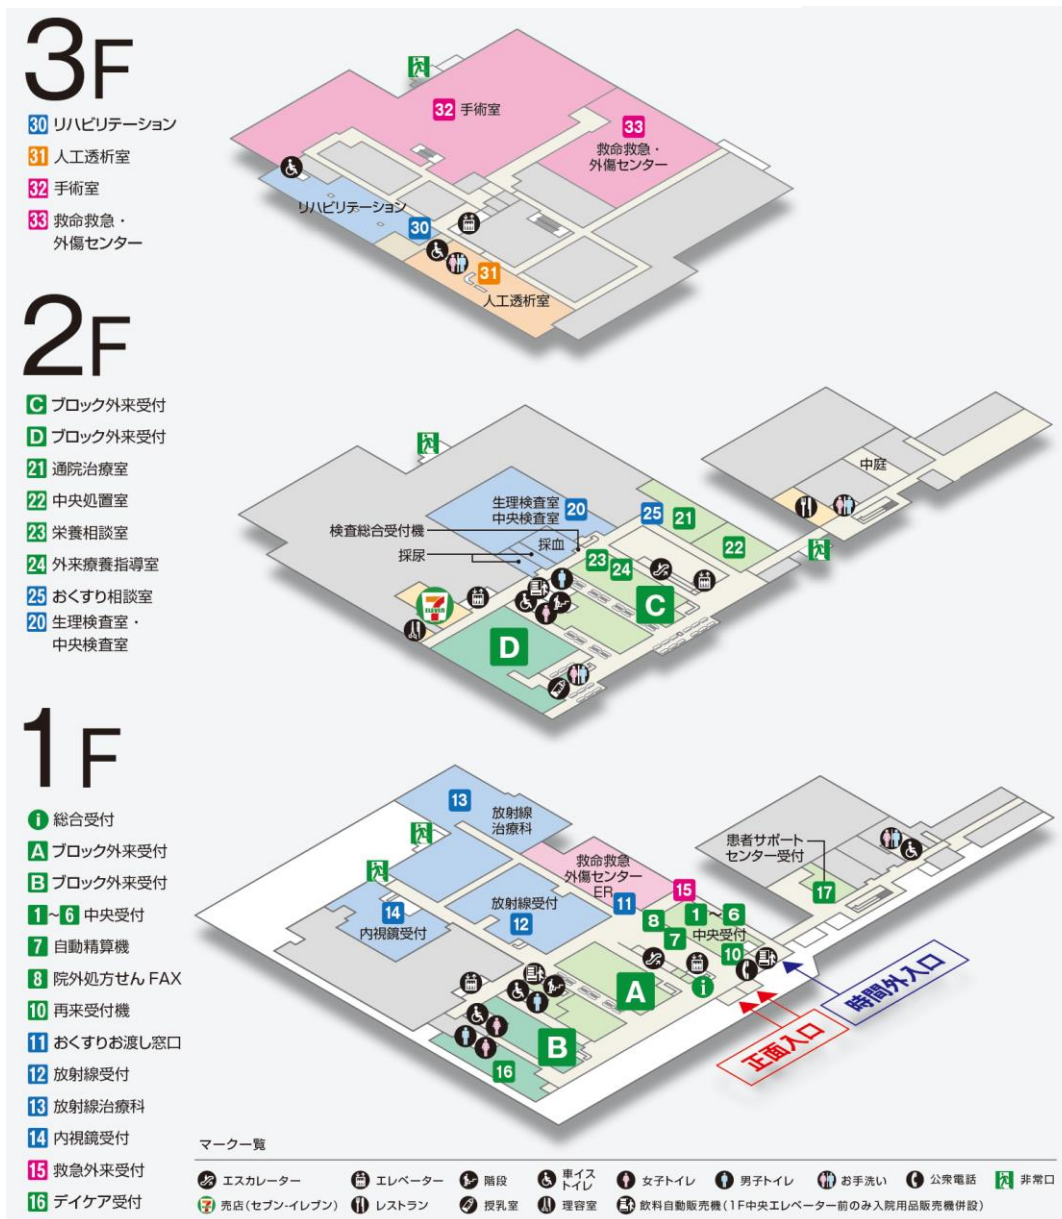 3F
30 リハビリテーション
31 人工透析室
32 手術室
33 救命救急・
外傷センター
32 手術室
33
救命救急・
外傷センター
リハビリテーション
30
31
人工透析室
2F
C ブロック外来受付
D ブロック外来受付
21 通院治療室
22 中央処置室
23 栄養相談室
24 外来療養指導室
25 おくすり相談室
20 生理検査室・
中央検査室
中庭
生理検査室
中央検査室
20
25
21
22
検査総合受付機
採血
採尿
23
24
C
7
ELEVEN
D
1F
i 総合受付
A ブロック外来受付
B ブロック外来受付
1~6 中央受付
7 自動精算機
8 院外処方せん FAX
10 再来受付機
11 おくすりお渡し窓口
12 放射線受付
13 放射線治療科
14 内視鏡受付
15 救急外来受付
16 デイケア受付
13
放射線
治療科
救命救急
外傷センター
ER
15
11
患者サポート
センター受付
17
放射線受付
12
14
内視鏡受付
8
1~6
中央受付
7
10
i
A
B
16
時間外入口
正面入口
マーク一覧
エスカレーター エレベーター 階段 車イス
トイレ 女子トイレ 男子トイレ お手洗い 公衆電話 非常口
売店(セブン-イレブン) レストラン 授乳室 理容室 飲料自動販売機(1F中央エレベーター前のみ入院用品販売機併設)